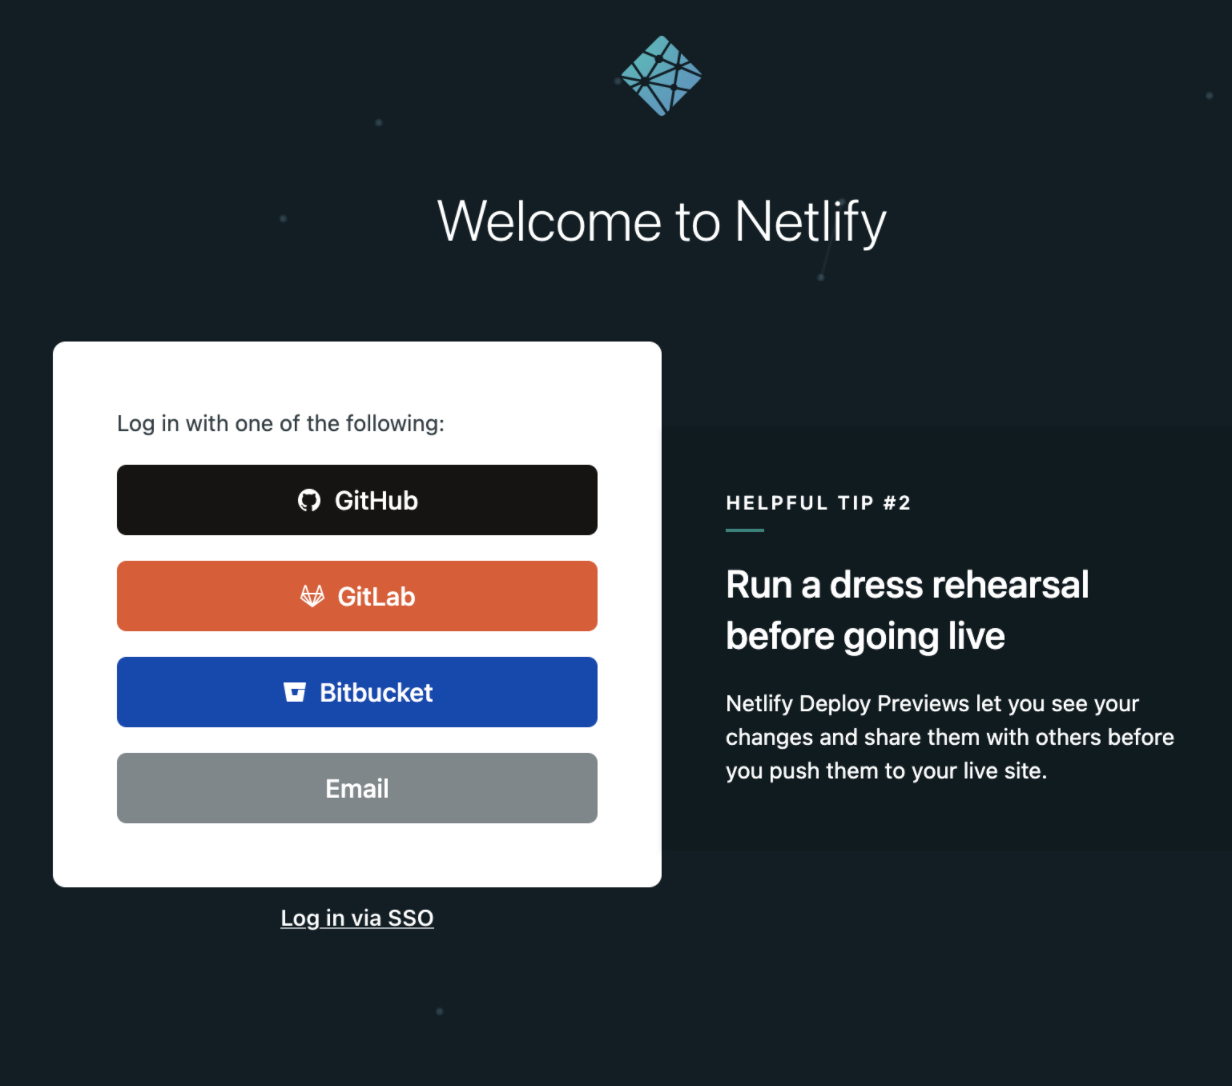 Welcome to Netlify
Log in with one of the following:
GitHub
GitLab
Bitbucket
Email
Log in via SSO
HELPFUL TIP #2
Run a dress rehearsal
before going live
Netlify Deploy Previews let you see your
changes and share them with others before
you push them to your live site.